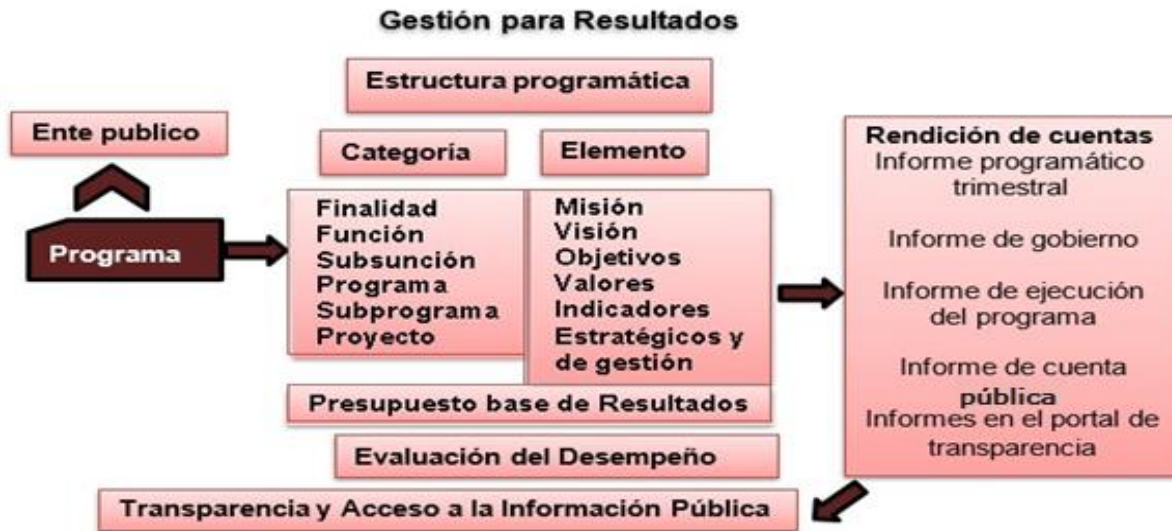 Gestión para Resultados
Estructura programática
Ente publico
Categoría
Elemento
Programa
Finalidad
Función
Subsunción
Programa
Subprograma
Proyecto
Misión
Visión
Objetivos
Valores
Indicadores
Estratégicos y
de gestión
Presupuesto base de Resultados
Evaluación del Desempeño
Transparencia y Acceso a la Información Pública
Rendición de cuentas
Informe programático
trimestral
Informe de gobierno
Informe de ejecución
del programa
Informe de cuenta
pública
Informes en el portal de
transparencia